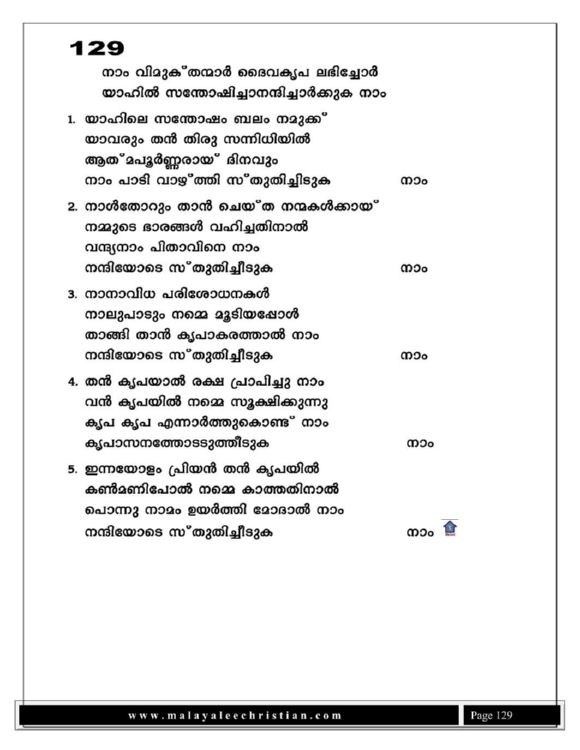 129
നാം വിമുക്തന്മാർ ദൈവകൃപ ലഭിച്ചോർ
യാഹിൽ സന്തോഷിച്ചാനന്ദിച്ചാർക്കുക നാം
1. യാഹിലെ സന്തോഷം ബലം നമുക്ക്
യാവരും തൻ തിരു സന്നിധിയിൽ
ആത്മപൂർണ്ണരായ് ദിനവും
നാം പാടി വാഴ്ത്തി സ്തുതിച്ചിടുക നാം
2. നാൾതോറും താൻ ചെയ്ത നന്മകൾക്കായ്
നമ്മുടെ ഭാരങ്ങൾ വഹിച്ചതിനാൽ
വന്ദ്യനാം പിതാവിനെ നാം
നന്ദിയോടെ സ്തുതിച്ചീടുക നാം
3. നാനാവിധ പരിശോധനകൾ
നാലുപാടും നമ്മെ മൂടിയപ്പോൾ
താങ്ങി താൻ കൃപാകരത്താൽ നാം
നന്ദിയോടെ സ്തുതിച്ചീടുക നാം
4. തൻ കൃപയാൽ രക്ഷ പ്രാപിച്ചു നാം
വൻ കൃപയിൽ നമ്മെ സൂക്ഷിക്കുന്നു
കൃപ കൃപ എന്നാർത്തുകൊണ്ട് നാം
കൃപാസനത്തോടടുത്തീടുക നാം
5. ഇന്നയോളം പ്രിയൻ തൻ കൃപയിൽ
കൺമണിപോൽ നമ്മെ കാത്തതിനാൽ
പൊന്നു നാമം ഉയർത്തി മോദാൽ നാം
നന്ദിയോടെ സ്തുതിച്ചീടുക നാം
www.malayaleechristian.com Page 129